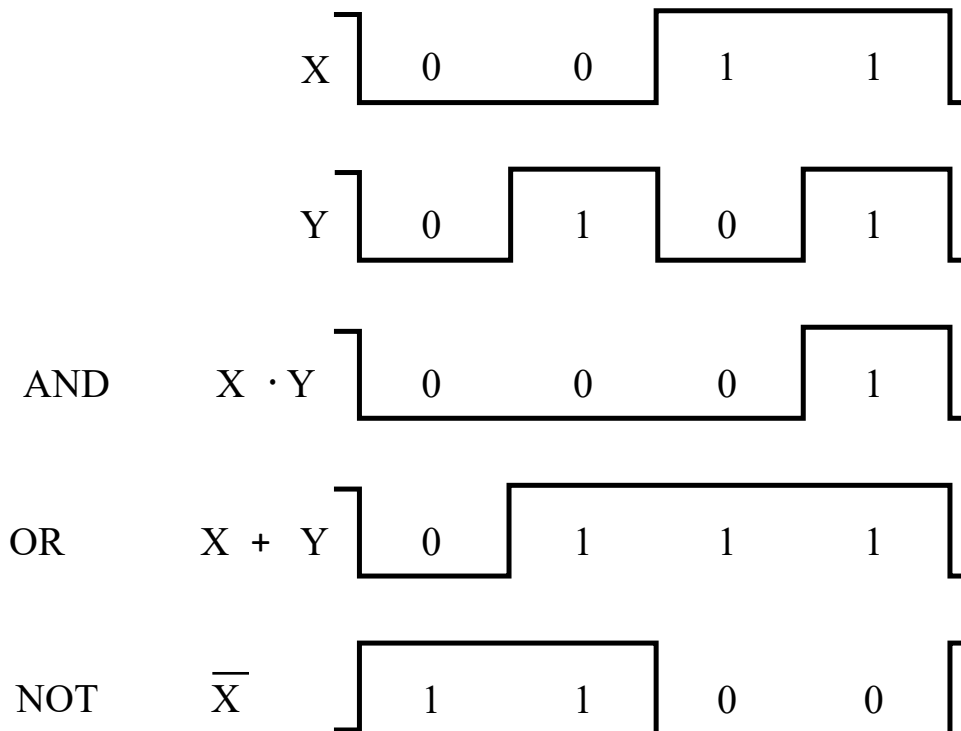 X 0 0 1 1
Y 0 1 0 1
AND X · Y 0 0 0 1
OR X + Y 0 1 1 1
NOT X̅ 1 1 0 0